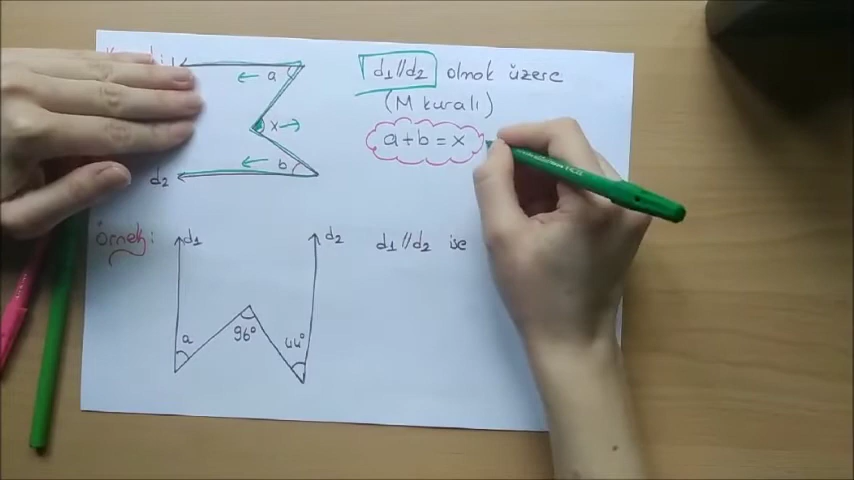 a
x
b
d2
d1//d2 olmak üzere
(M kuralı)
a+b=x
Örnek:
d1
d2
a
96°
44°
d1//d2 ise